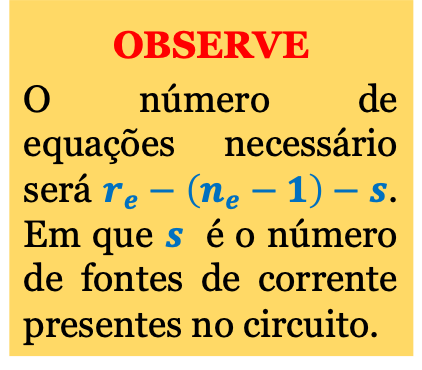 OBSERVE
O número de
equações necessário
será rₑ − (nₑ − 1) − s.
Em que s é o número
de fontes de corrente
presentes no circuito.